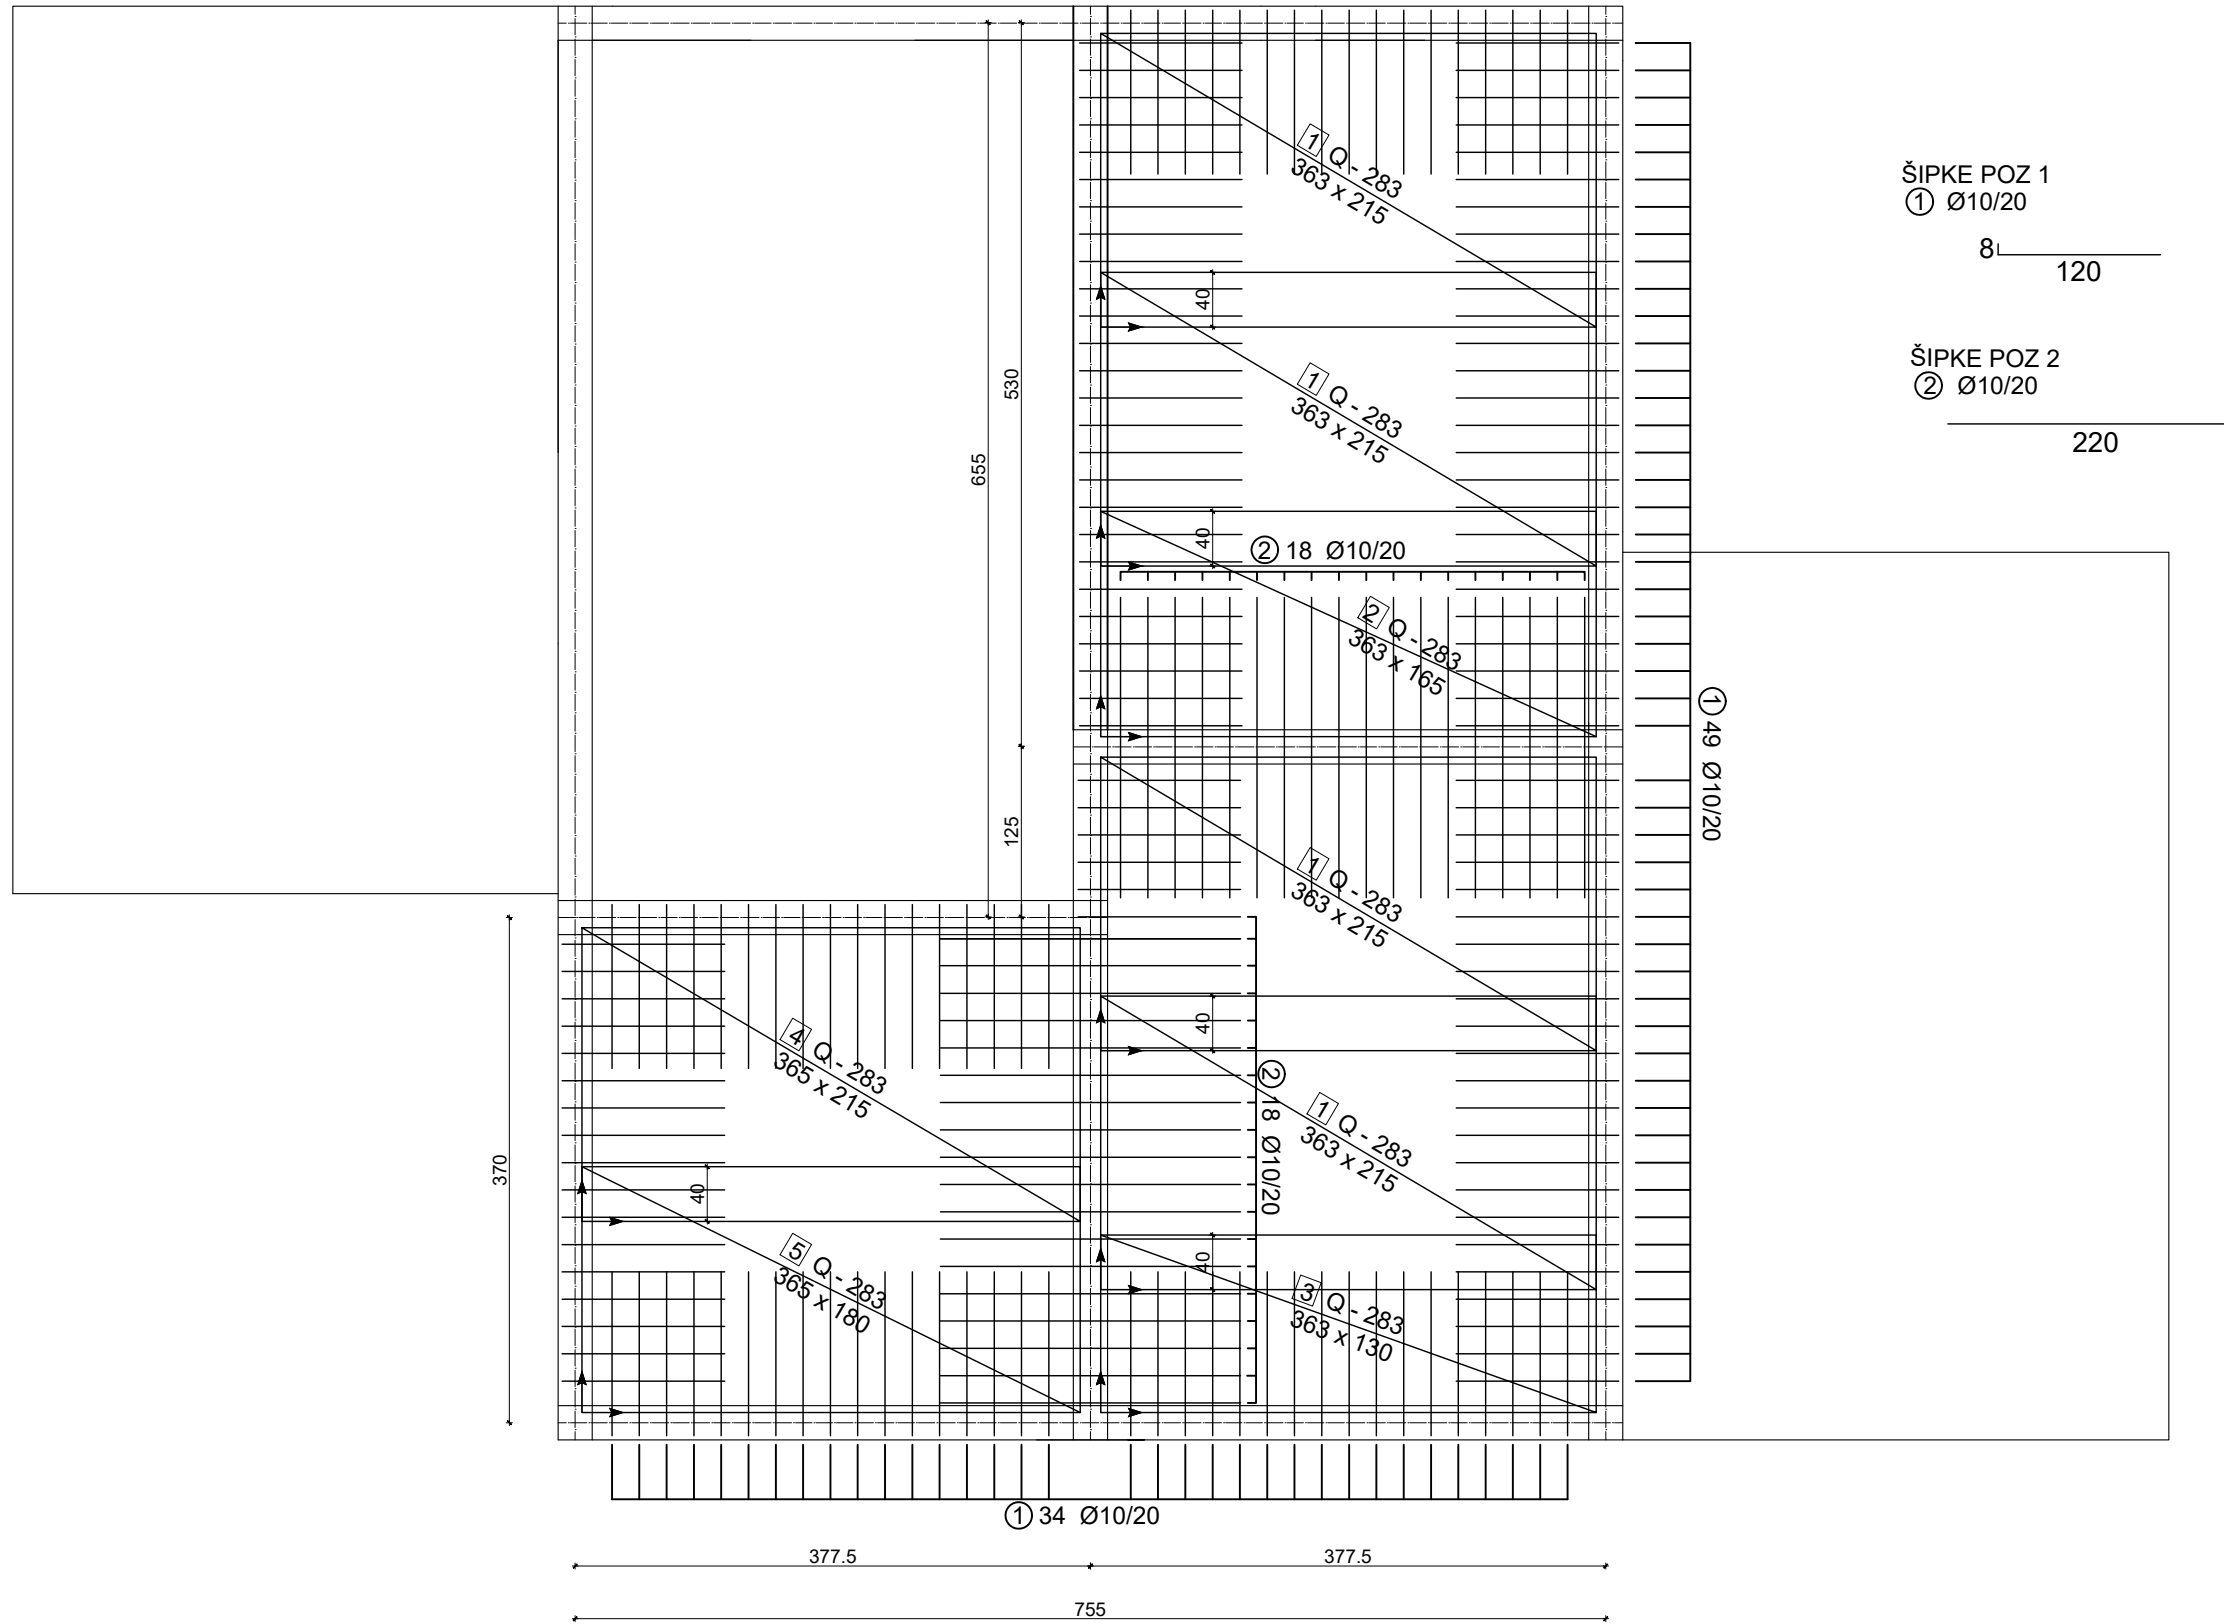 1 Q - 283
363 x 215
ŠIPKE POZ 1
1 Ø10/20
8
120
40
ŠIPKE POZ 2
2 Ø10/20
220
530
1 Q - 283
363 x 215
655
40
2 18 Ø10/20
2 Q - 283
363 x 165
1 49 Ø10/20
125
1 Q - 283
363 x 215
40
4 Q - 283
365 x 215
2 18 Ø10/20
1 Q - 283
363 x 215
370
40
5 Q - 283
365 x 180
40
3 Q - 283
363 x 130
1 34 Ø10/20
377.5
377.5
755